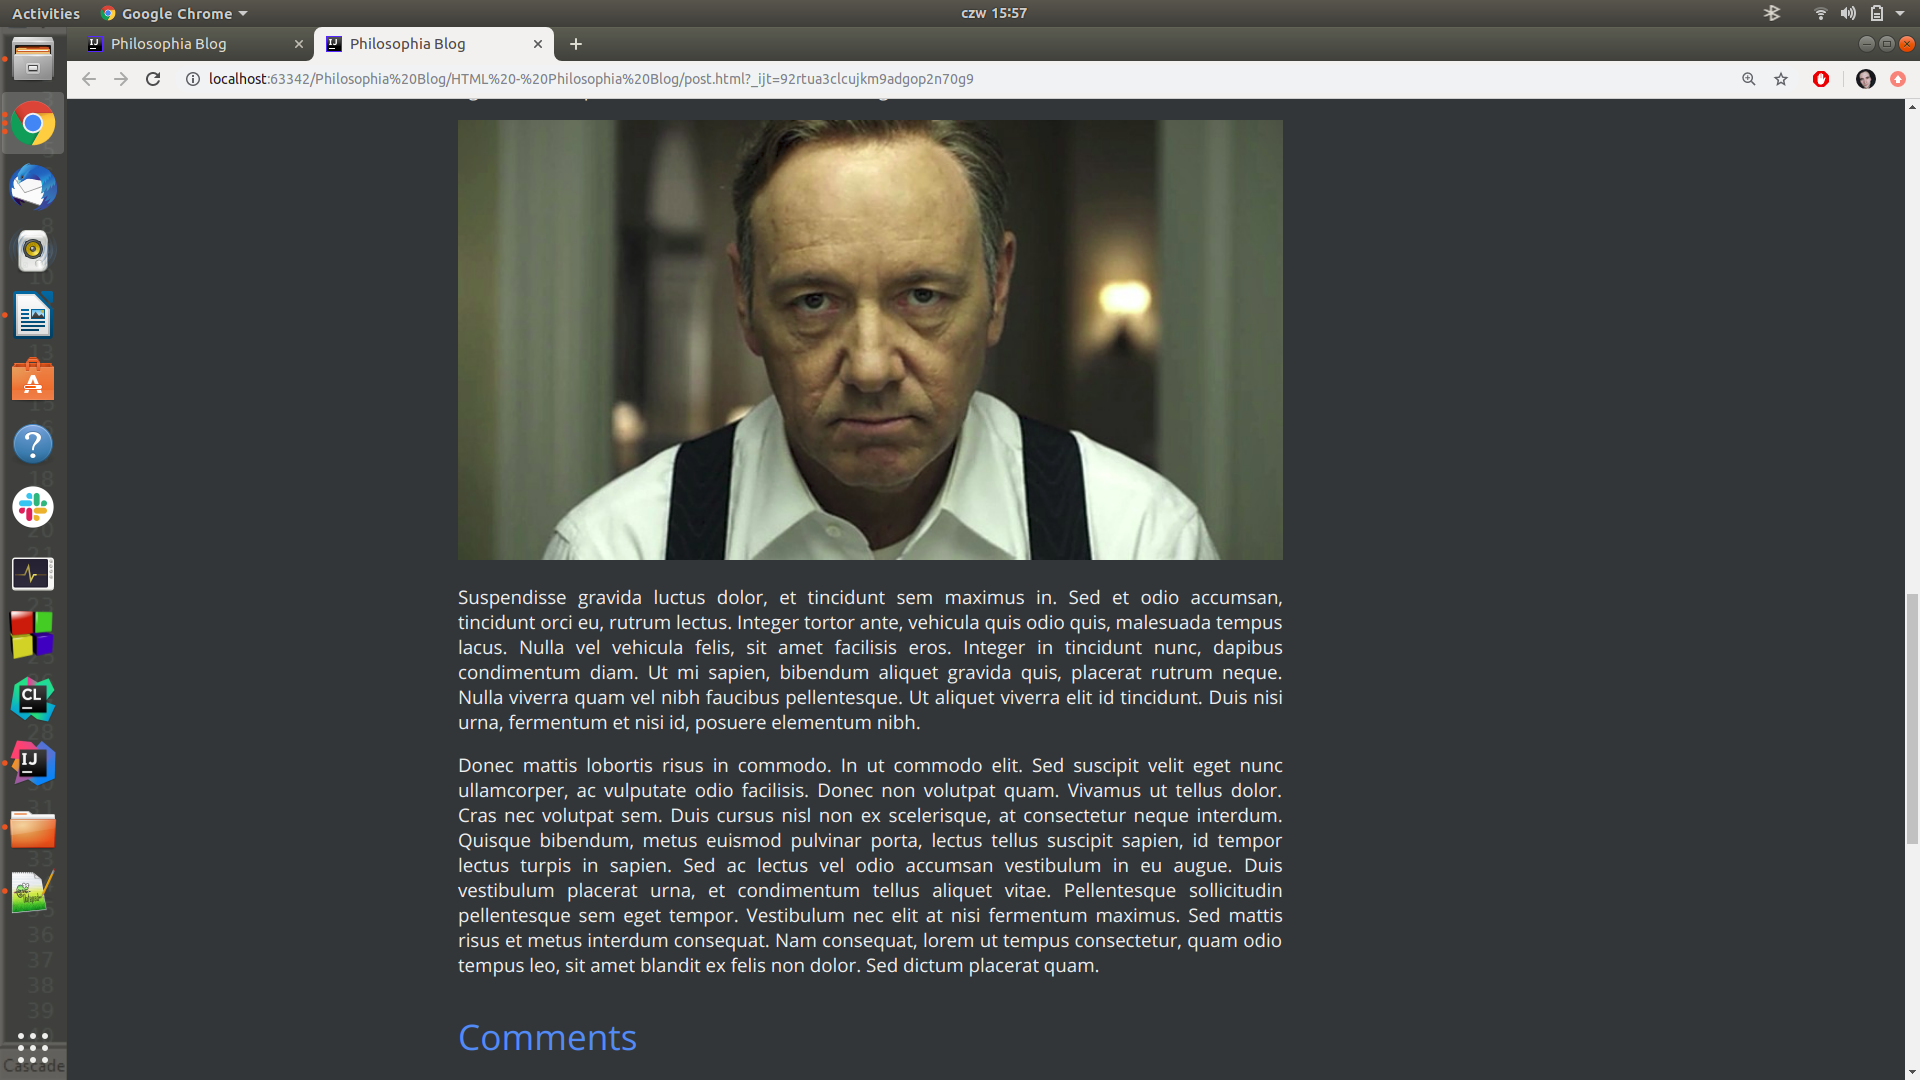 Activities
Google Chrome
czw 15:57
Philosophia Blog
Philosophia Blog
localhost:63342/Philosophia%20Blog/HTML%20-%20Philosophia%20Blog/post.html?_ijt=92rtua3clcujkm9adgop2n70g9
Suspendisse gravida luctus dolor, et tincidunt sem maximus in. Sed et odio accumsan,
tincidunt orci eu, rutrum lectus. Integer tortor ante, vehicula quis odio quis, malesuada tempus
lacus. Nulla vel vehicula felis, sit amet facilisis eros. Integer in tincidunt nunc, dapibus
condimentum diam. Ut mi sapien, bibendum aliquet gravida quis, placerat rutrum neque.
Nulla viverra quam vel nibh faucibus pellentesque. Ut aliquet viverra elit id tincidunt. Duis nisi
urna, fermentum et nisi id, posuere elementum nibh.
Donec mattis lobortis risus in commodo. In ut commodo elit. Sed suscipit velit eget nunc
ullamcorper, ac vulputate odio facilisis. Donec non volutpat quam. Vivamus ut tellus dolor.
Cras nec volutpat sem. Duis cursus nisl non ex scelerisque, at consectetur neque interdum.
Quisque bibendum, metus euismod pulvinar porta, lectus tellus suscipit sapien, id tempor
lectus turpis in sapien. Sed ac lectus vel odio accumsan vestibulum in eu augue. Duis
vestibulum placerat urna, et condimentum tellus aliquet vitae. Pellentesque sollicitudin
pellentesque sem eget tempor. Vestibulum nec elit at nisi fermentum maximus. Sed mattis
risus et metus interdum consequat. Nam consequat, lorem ut tempus consectetur, quam odio
tempus leo, sit amet blandit ex felis non dolor. Sed dictum placerat quam.
Comments
CL
IJ
36
37
38
39
Cascade